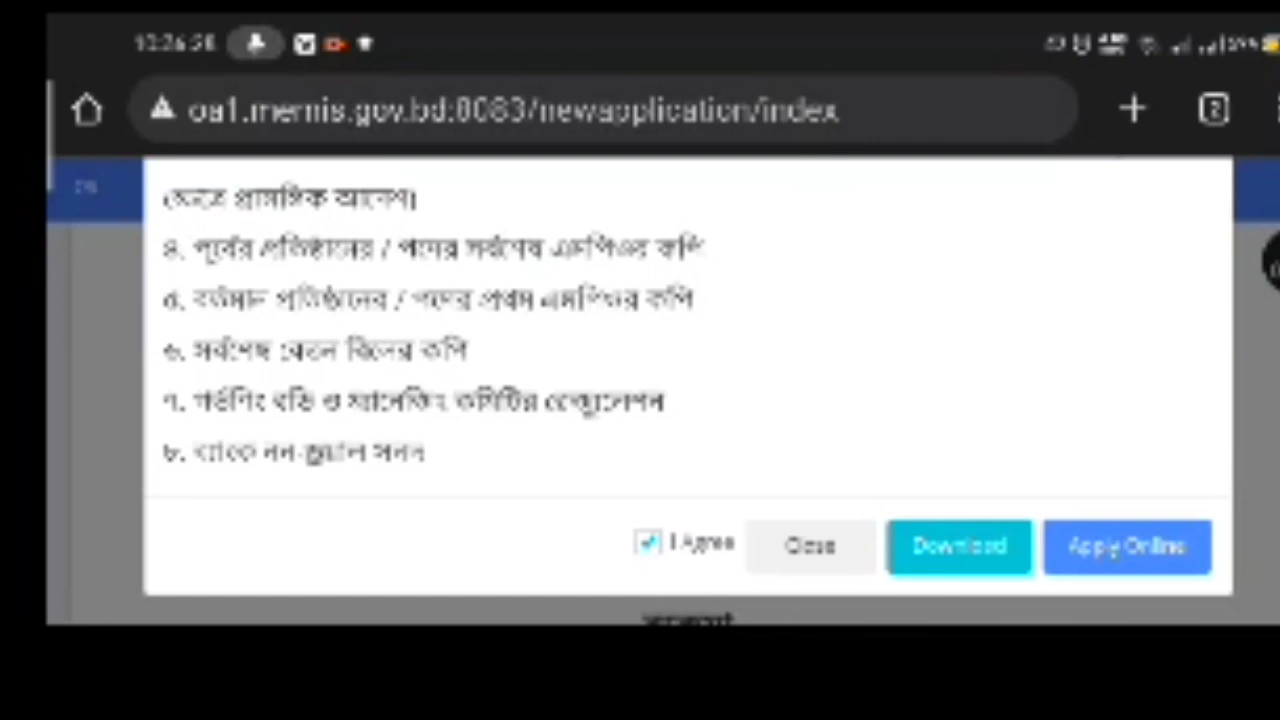 oa1.memis.gov.bd:8083/newapplication/index
প্রাসঙ্গিক আদেশ)
৪. পূর্বের প্রতিষ্ঠানের / পদের সর্বশেষ এমপিওর কপি
৫. বর্তমান প্রতিষ্ঠানের / পদের প্রথম এমপিওর কপি
৬. সর্বশেষ বেতন বিলের কপি
৭. গভর্ণিং বডি ও ম্যানেজিং কমিটির রেজ্যুলেশন
৮. ব্যাংক নন-ড্রয়াল সনদ
I Agree
Close
Download
Apply Online